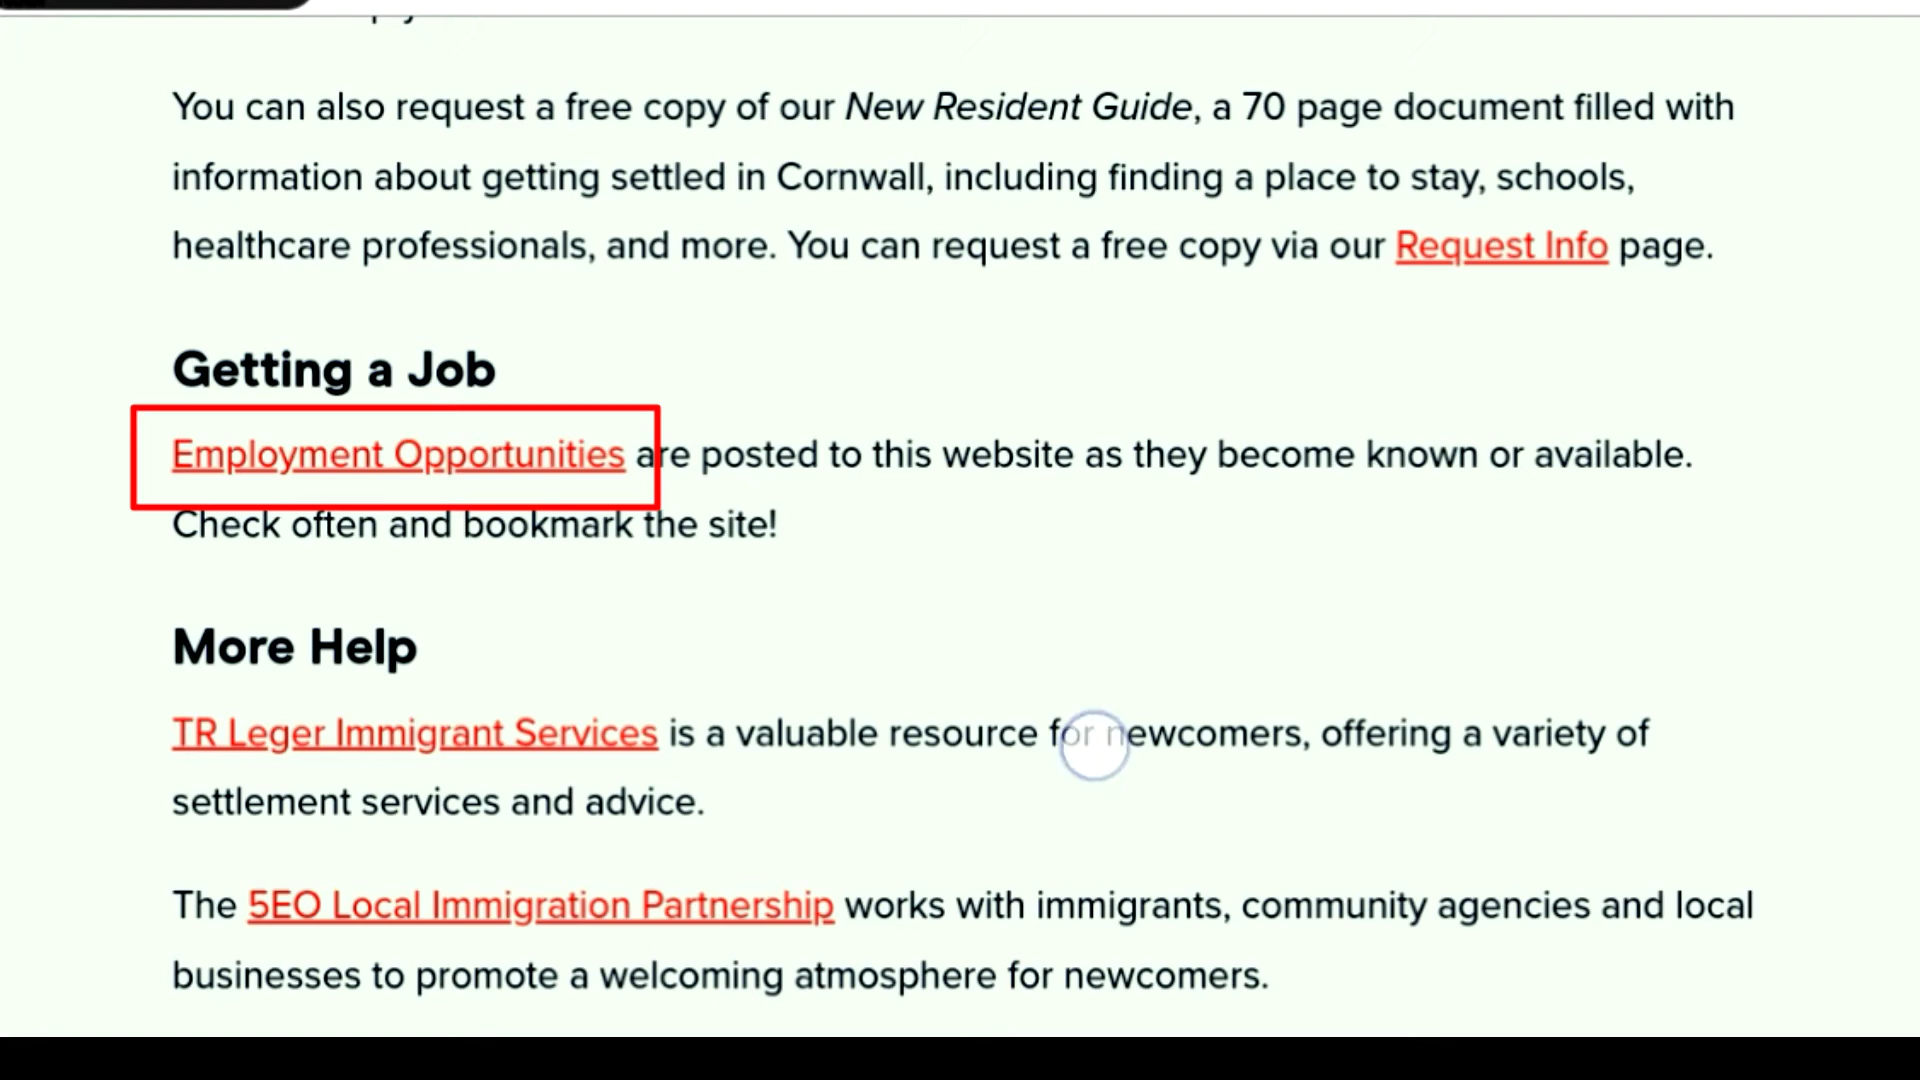 You can also request a free copy of our New Resident Guide, a 70 page document filled with
information about getting settled in Cornwall, including finding a place to stay, schools,
healthcare professionals, and more. You can request a free copy via our Request Info page.
Getting a Job
Employment Opportunities are posted to this website as they become known or available.
Check often and bookmark the site!
More Help
TR Leger Immigrant Services is a valuable resource for newcomers, offering a variety of
settlement services and advice.
The 5EO Local Immigration Partnership works with immigrants, community agencies and local
businesses to promote a welcoming atmosphere for newcomers.